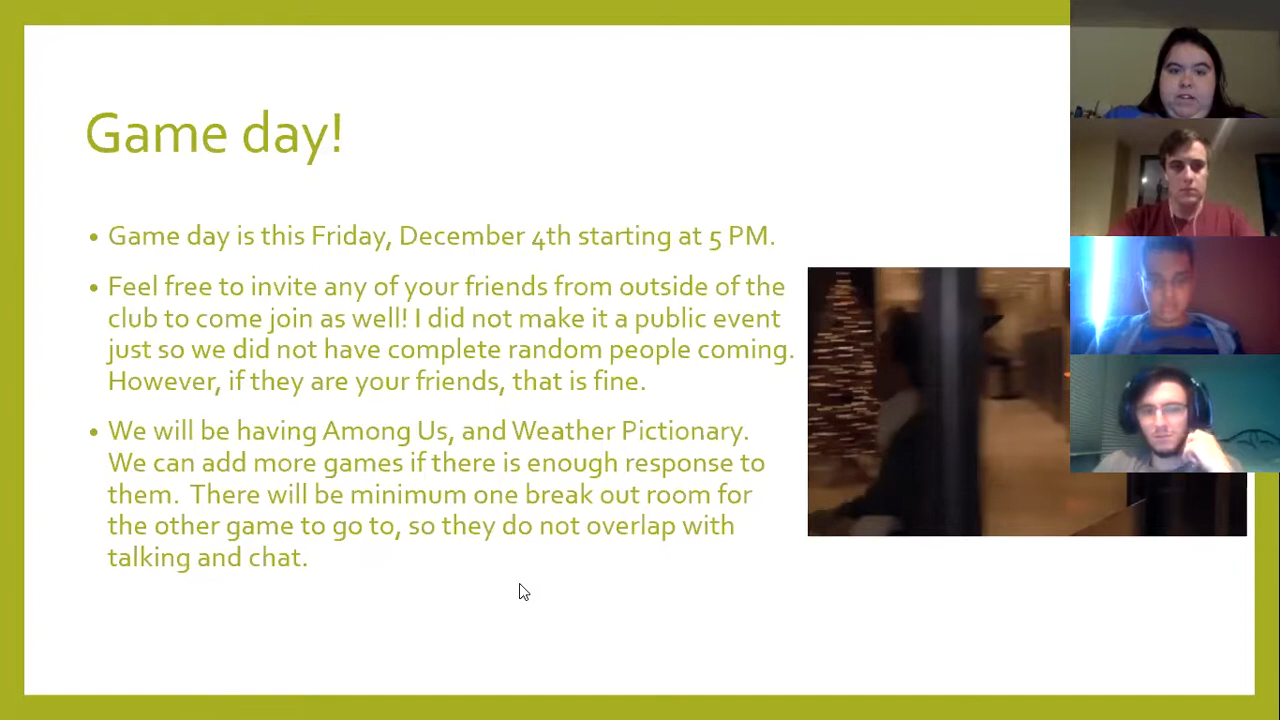 Game day!
• Game day is this Friday, December 4th starting at 5 PM.
• Feel free to invite any of your friends from outside of the
club to come join as well! I did not make it a public event
just so we did not have complete random people coming.
However, if they are your friends, that is fine.
• We will be having Among Us, and Weather Pictionary.
We can add more games if there is enough response to
them.  There will be minimum one break out room for
the other game to go to, so they do not overlap with
talking and chat.